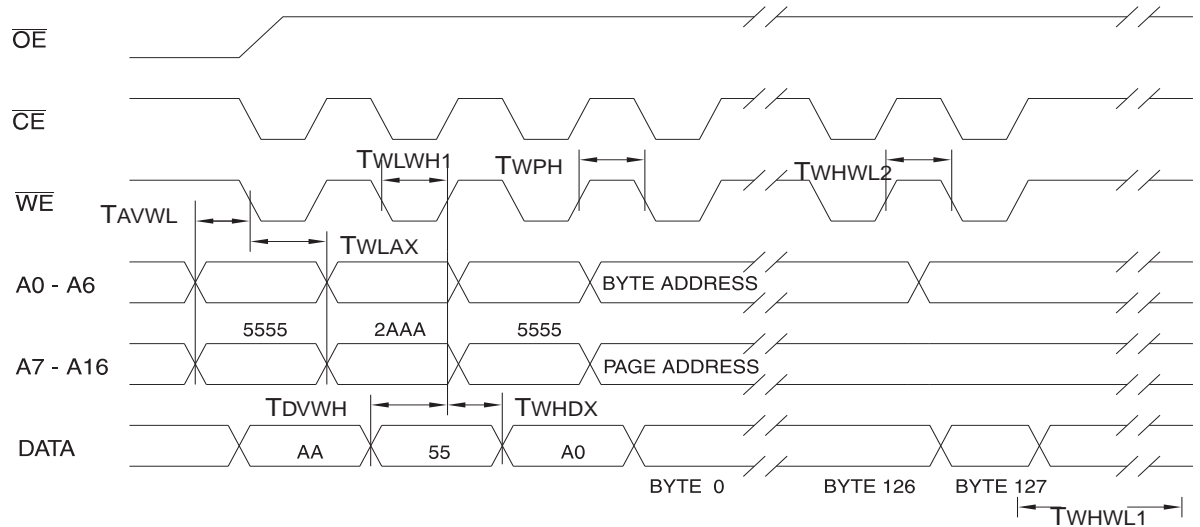 OE
CE
TWLWH1 TWPH TWHWL2
WE
TAVWL
TWLAX
A0 - A6 BYTE ADDRESS
5555 2AAA 5555
A7 - A16 PAGE ADDRESS
TDVWH TWHDX
DATA AA 55 A0
BYTE 0 BYTE 126 BYTE 127
TWHWL1